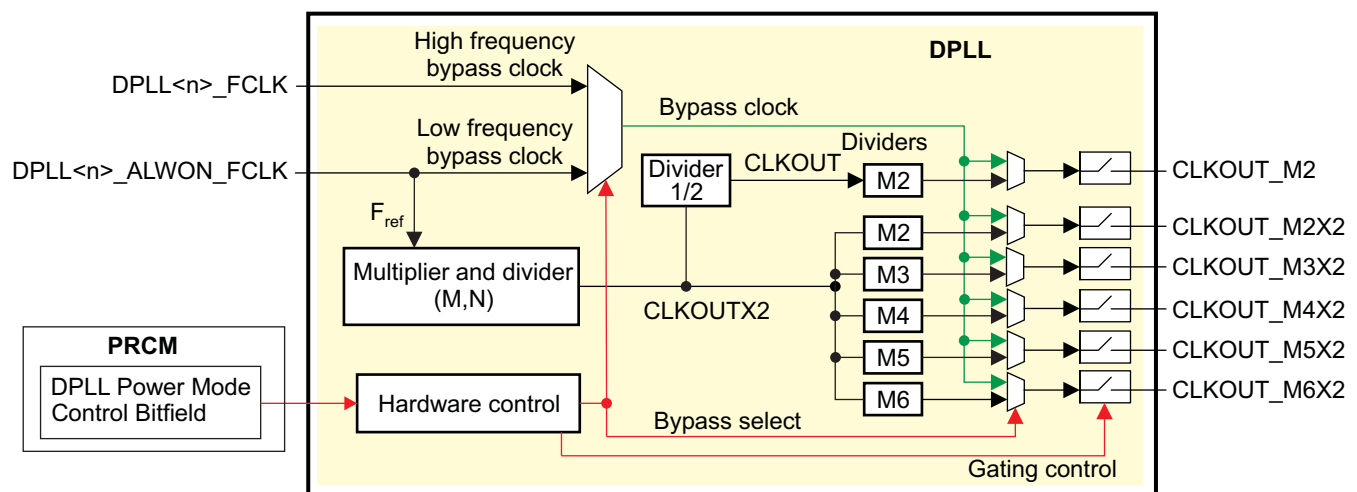 High frequency
bypass clock
DPLL
DPLL<n>_FCLK
Bypass clock
Low frequency
bypass clock
Dividers
DPLL<n>_ALWON_FCLK
Divider
1/2
CLKOUT
M2
CLKOUT_M2
Fref
M2
CLKOUT_M2X2
Multiplier and divider
(M,N)
M3
CLKOUT_M3X2
CLKOUTX2
M4
CLKOUT_M4X2
PRCM
M5
CLKOUT_M5X2
DPLL Power Mode
Control Bitfield
Hardware control
M6
CLKOUT_M6X2
Bypass select
Gating control